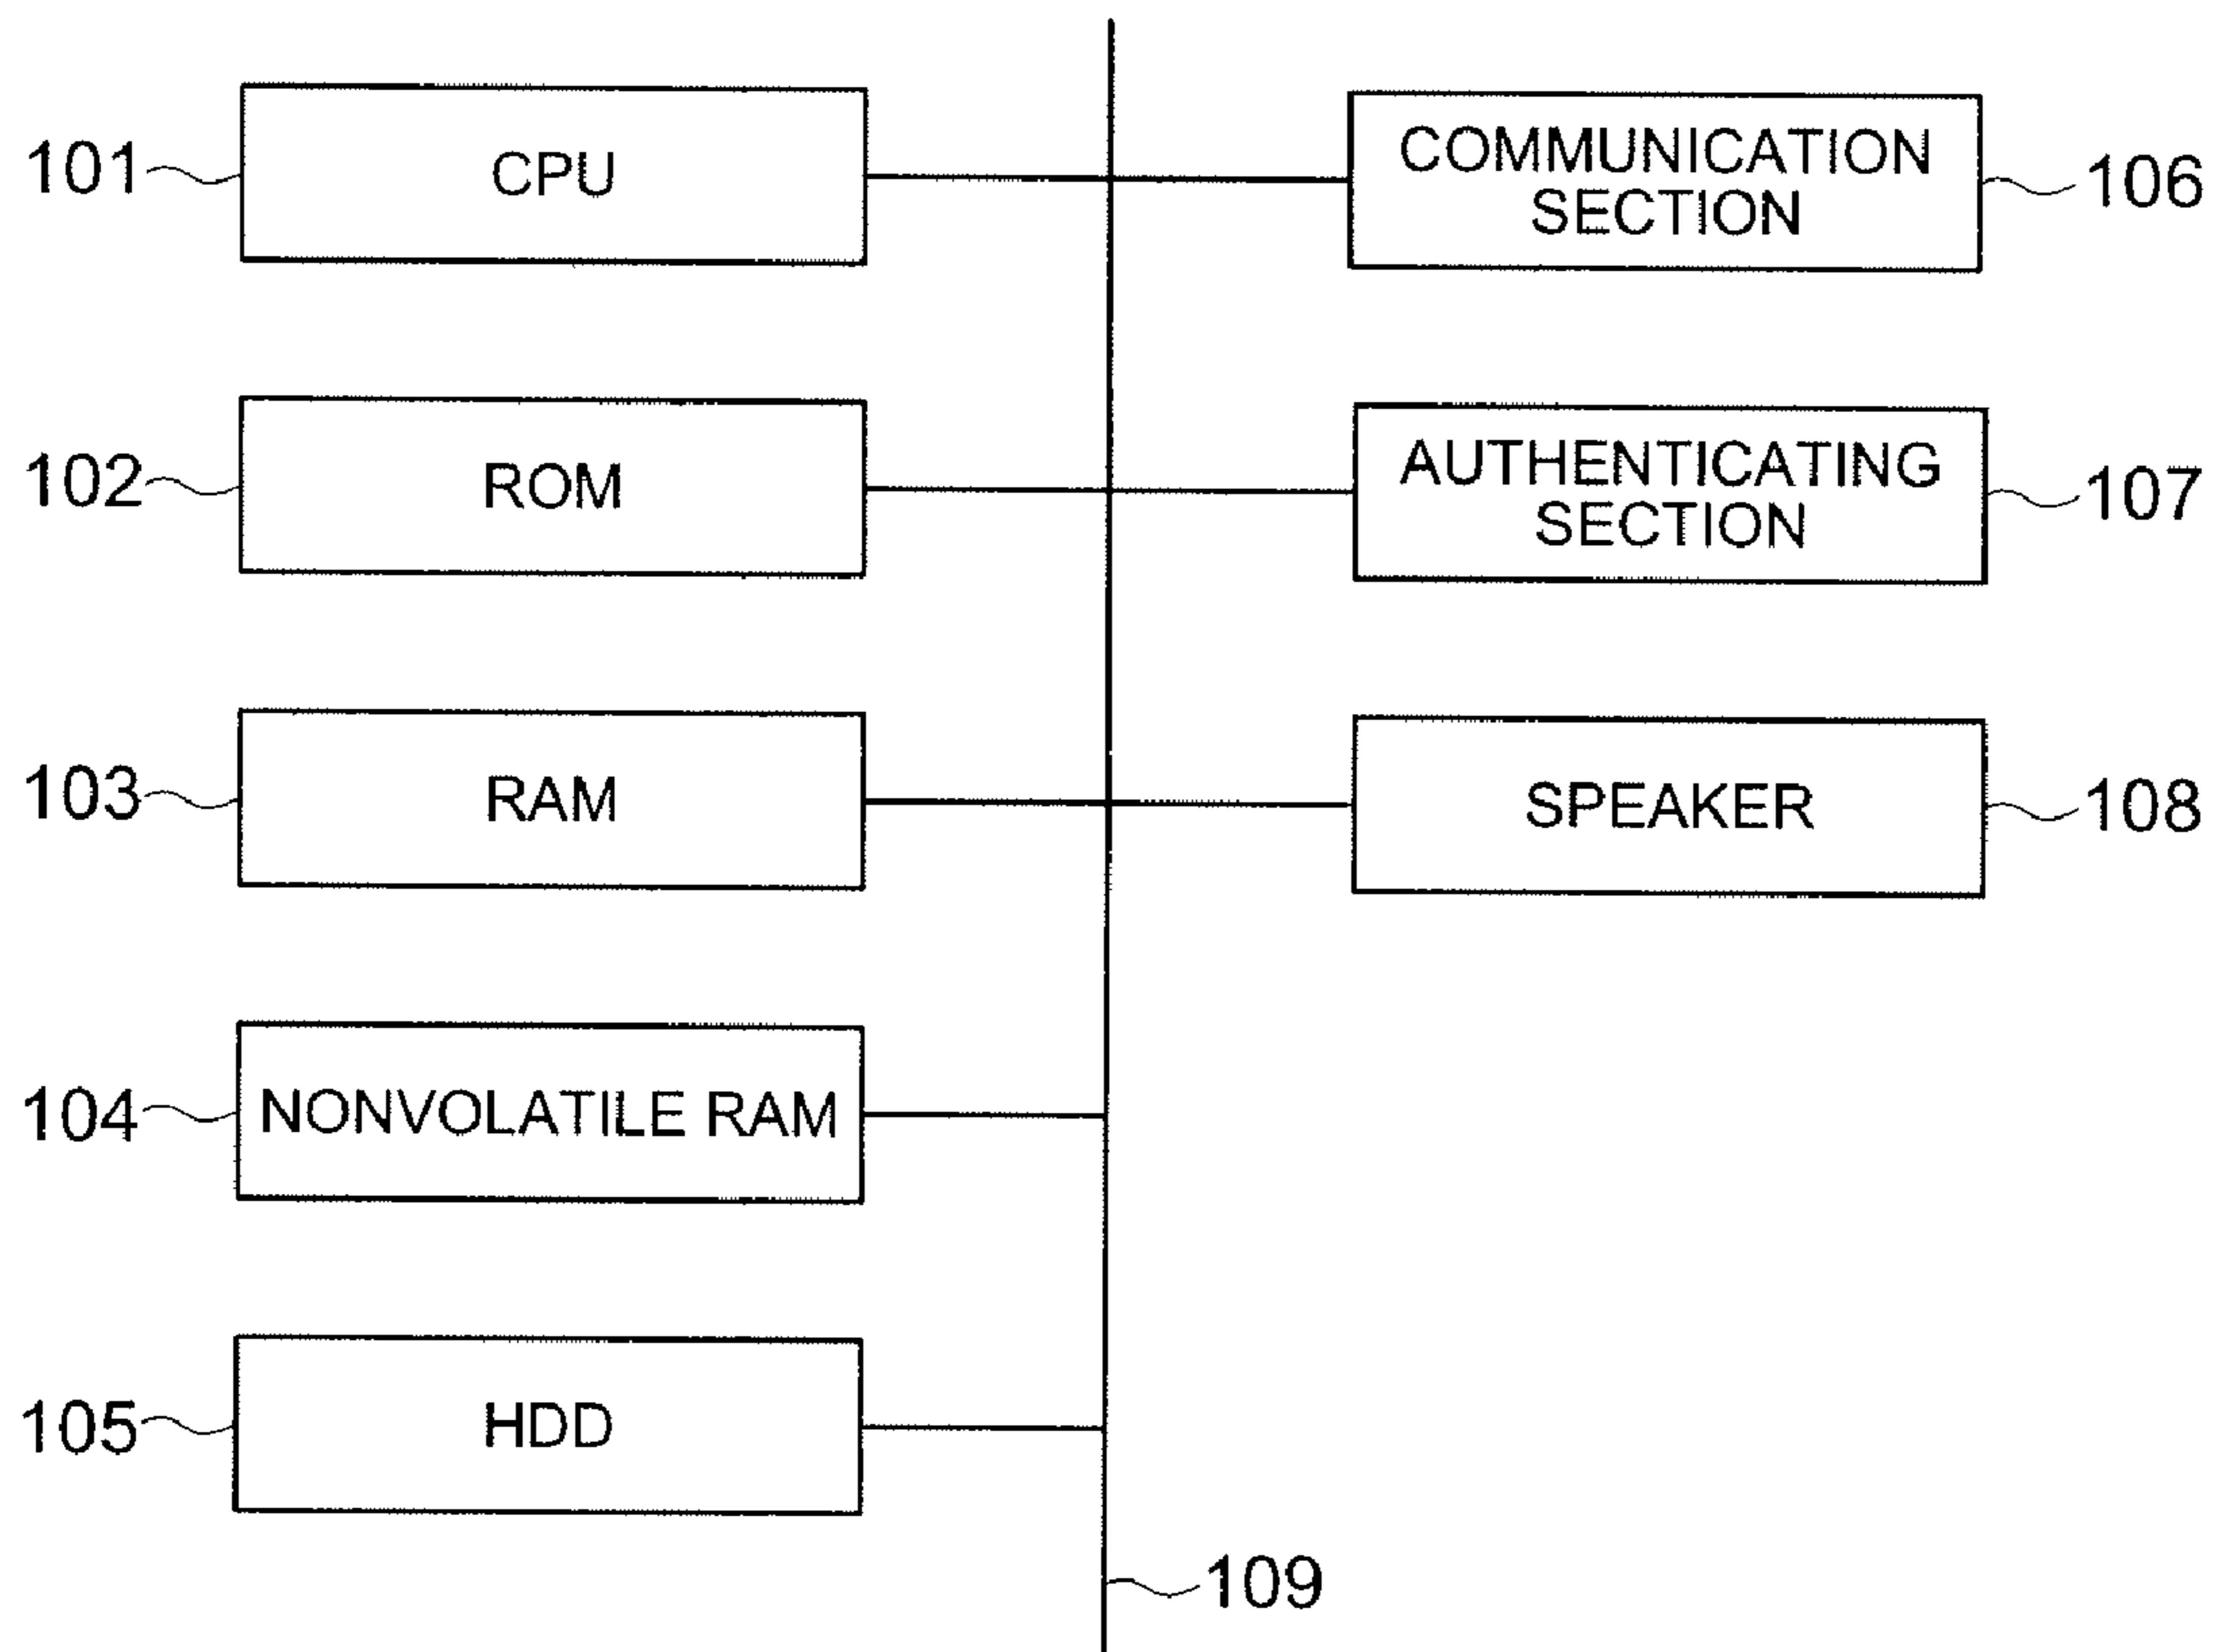 101
CPU
COMMUNICATION
SECTION
106
102
ROM
AUTHENTICATING
SECTION
107
103
RAM
SPEAKER
108
104
NONVOLATILE RAM
105
HDD
109